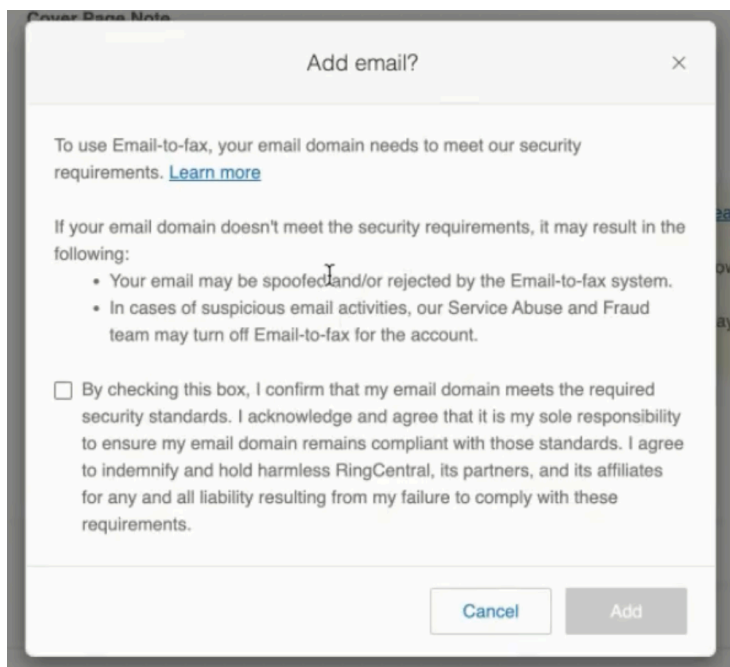 Cover Page Note
Add email?
To use Email-to-fax, your email domain needs to meet our security
requirements. Learn more
If your email domain doesn't meet the security requirements, it may result in the
following:
• Your email may be spoofed and/or rejected by the Email-to-fax system.
• In cases of suspicious email activities, our Service Abuse and Fraud
team may turn off Email-to-fax for the account.
By checking this box, I confirm that my email domain meets the required
security standards. I acknowledge and agree that it is my sole responsibility
to ensure my email domain remains compliant with those standards. I agree
to indemnify and hold harmless RingCentral, its partners, and its affiliates
for any and all liability resulting from my failure to comply with these
requirements.
Cancel Add